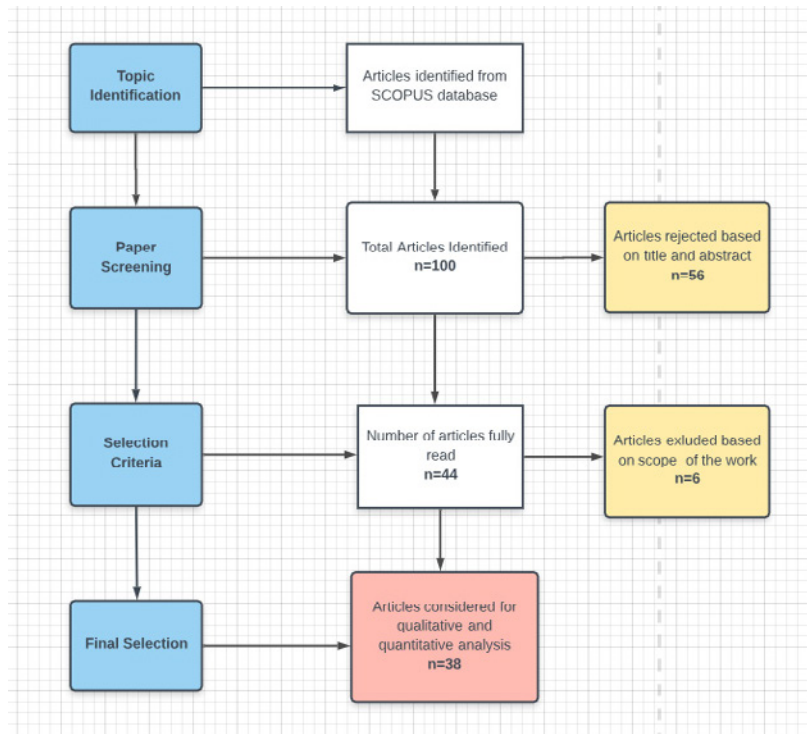 Topic
Identification
Articles identified from
SCOPUS database
Paper
Screening
Total Articles Identified
n=100
Articles rejected based
on title and abstract
n=56
Selection
Criteria
Number of articles fully
read
n=44
Articles exluded based
on scope of the work
n=6
Final Selection
Articles considered for
qualitative and
quantitative analysis
n=38